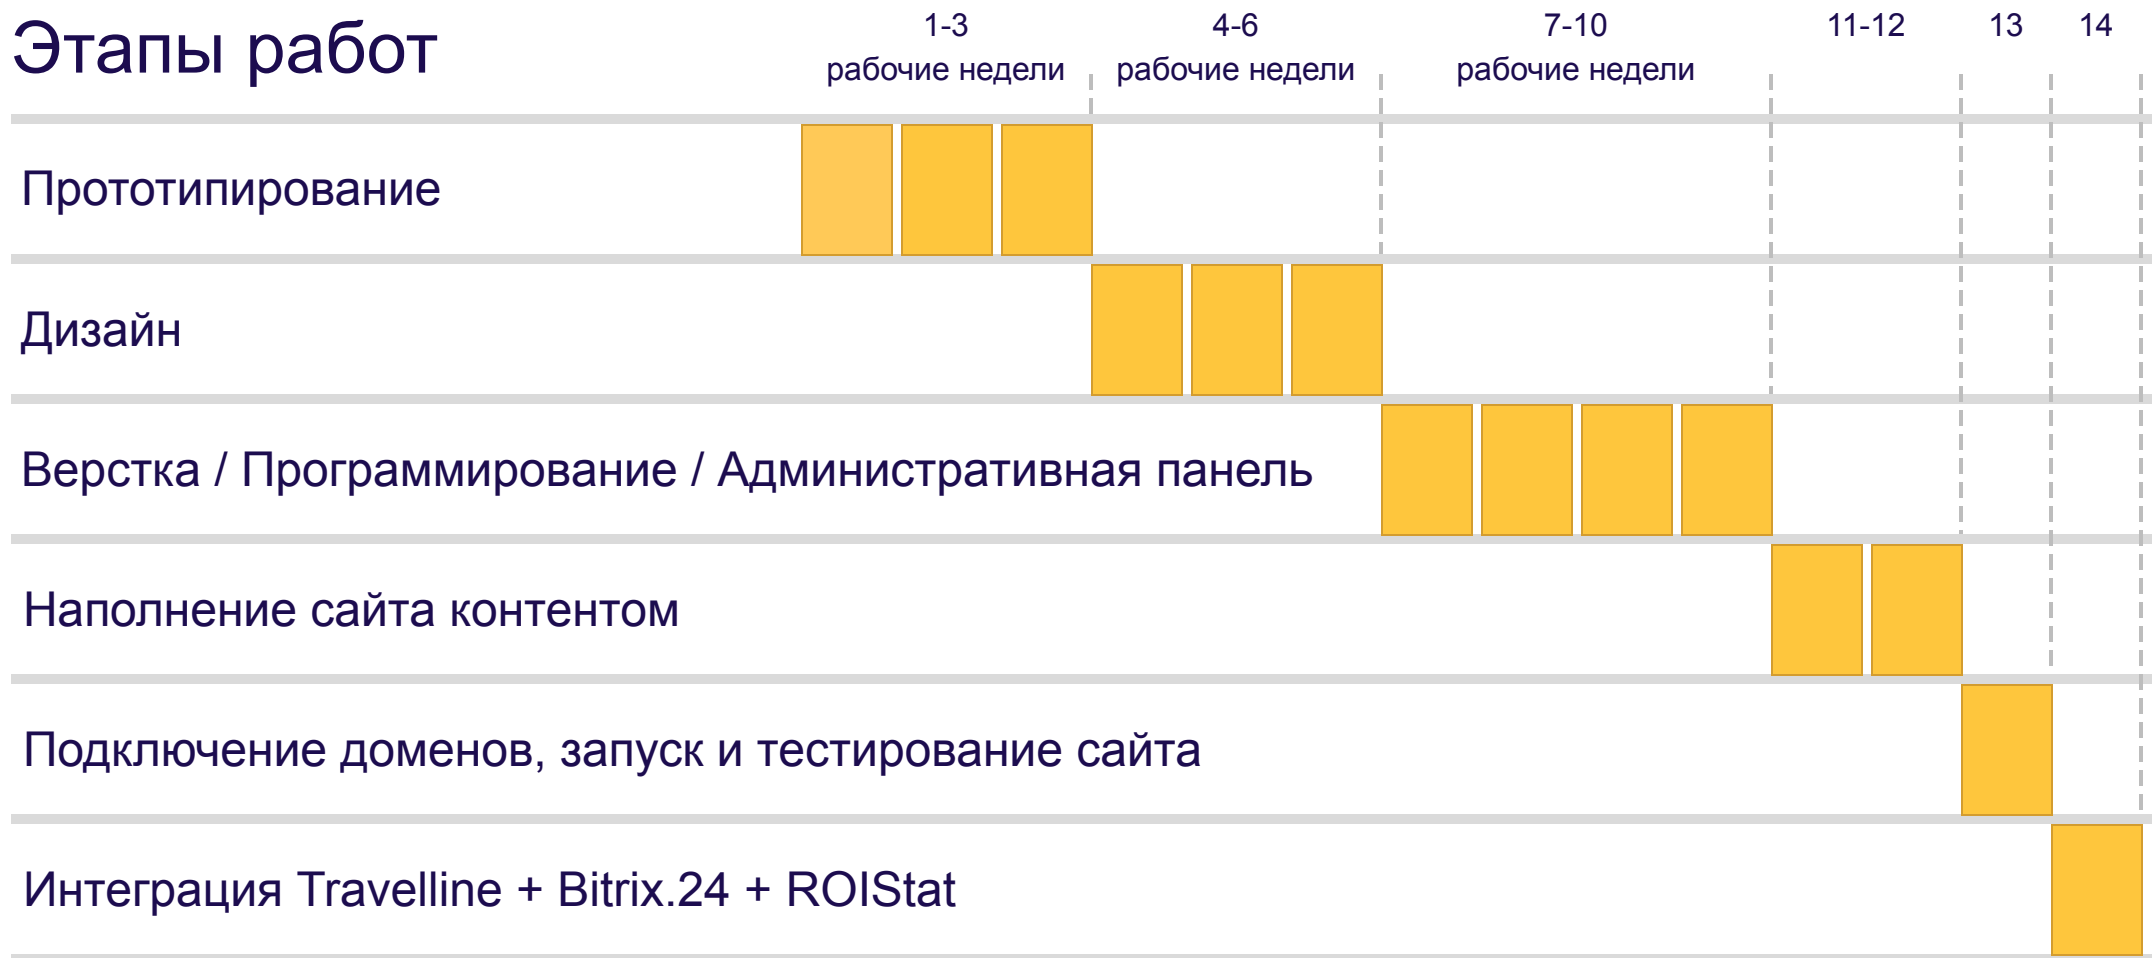 Этапы работ
1-3
рабочие недели
4-6
рабочие недели
7-10
рабочие недели
11-12
13
14
Прототипирование
Дизайн
Верстка / Программирование / Административная панель
Наполнение сайта контентом
Подключение доменов, запуск и тестирование сайта
Интеграция Travelline + Bitrix.24 + ROIStat